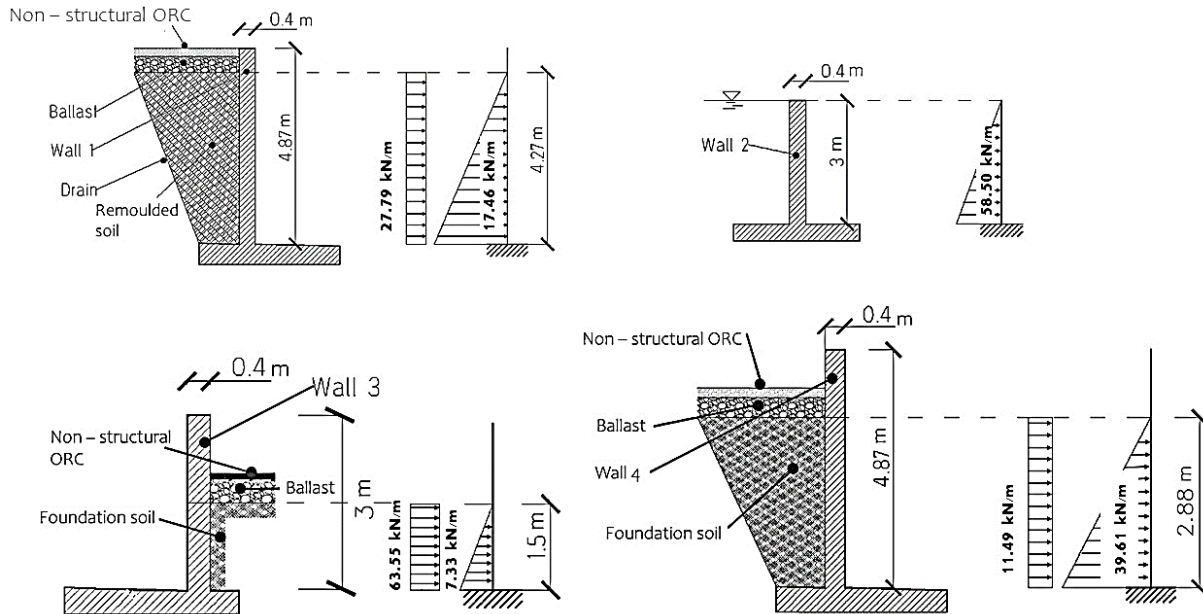 Non – structural ORC
0.4 m
Ballast
Wall 1
Drain
Remoulded
soil
4.87 m
27.79 kN/m
17.46 kN/m
4.27 m
0.4 m
Wall 2
3 m
58.50 kN/m
0.4 m
Wall 3
Non – structural
ORC
Ballast
Foundation soil
3 m
63.55 kN/m
7.33 kN/m
1.5 m
0.4 m
Non – structural ORC
Ballast
Wall 4
Foundation soil
4.87 m
11.49 kN/m
39.61 kN/m
2.88 m